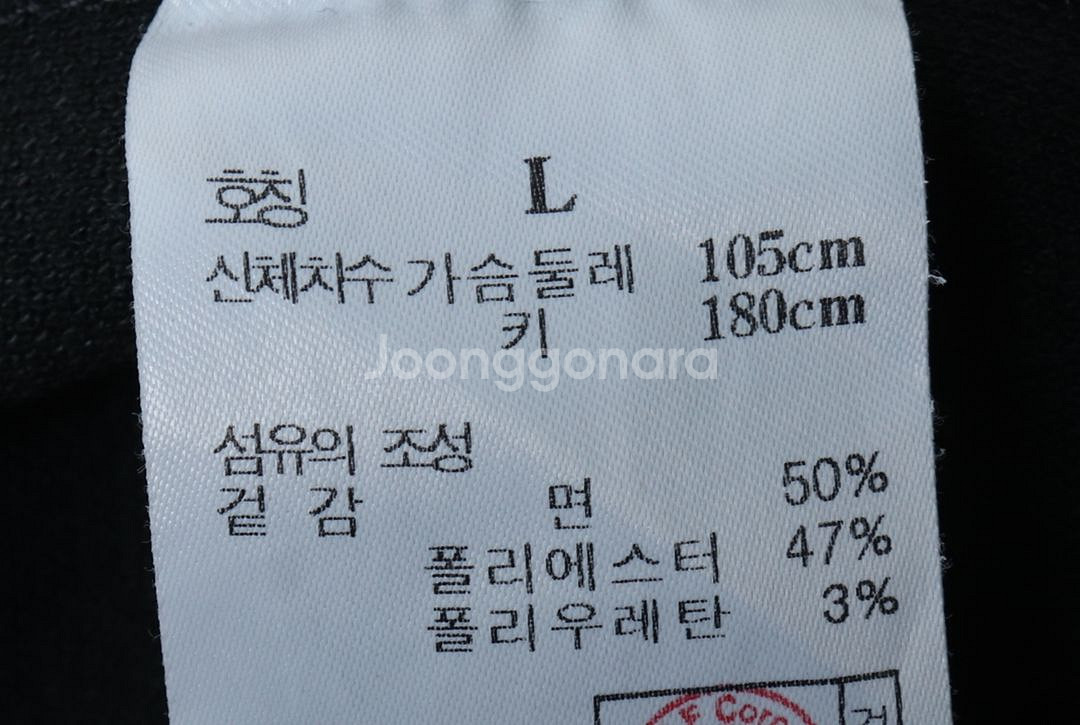 호칭 L
신체치수 가슴둘레 105cm
키 180cm
Joonggonara
섬유의 조성
겉감 면 50%
폴리에스터 47%
폴리우레탄 3%